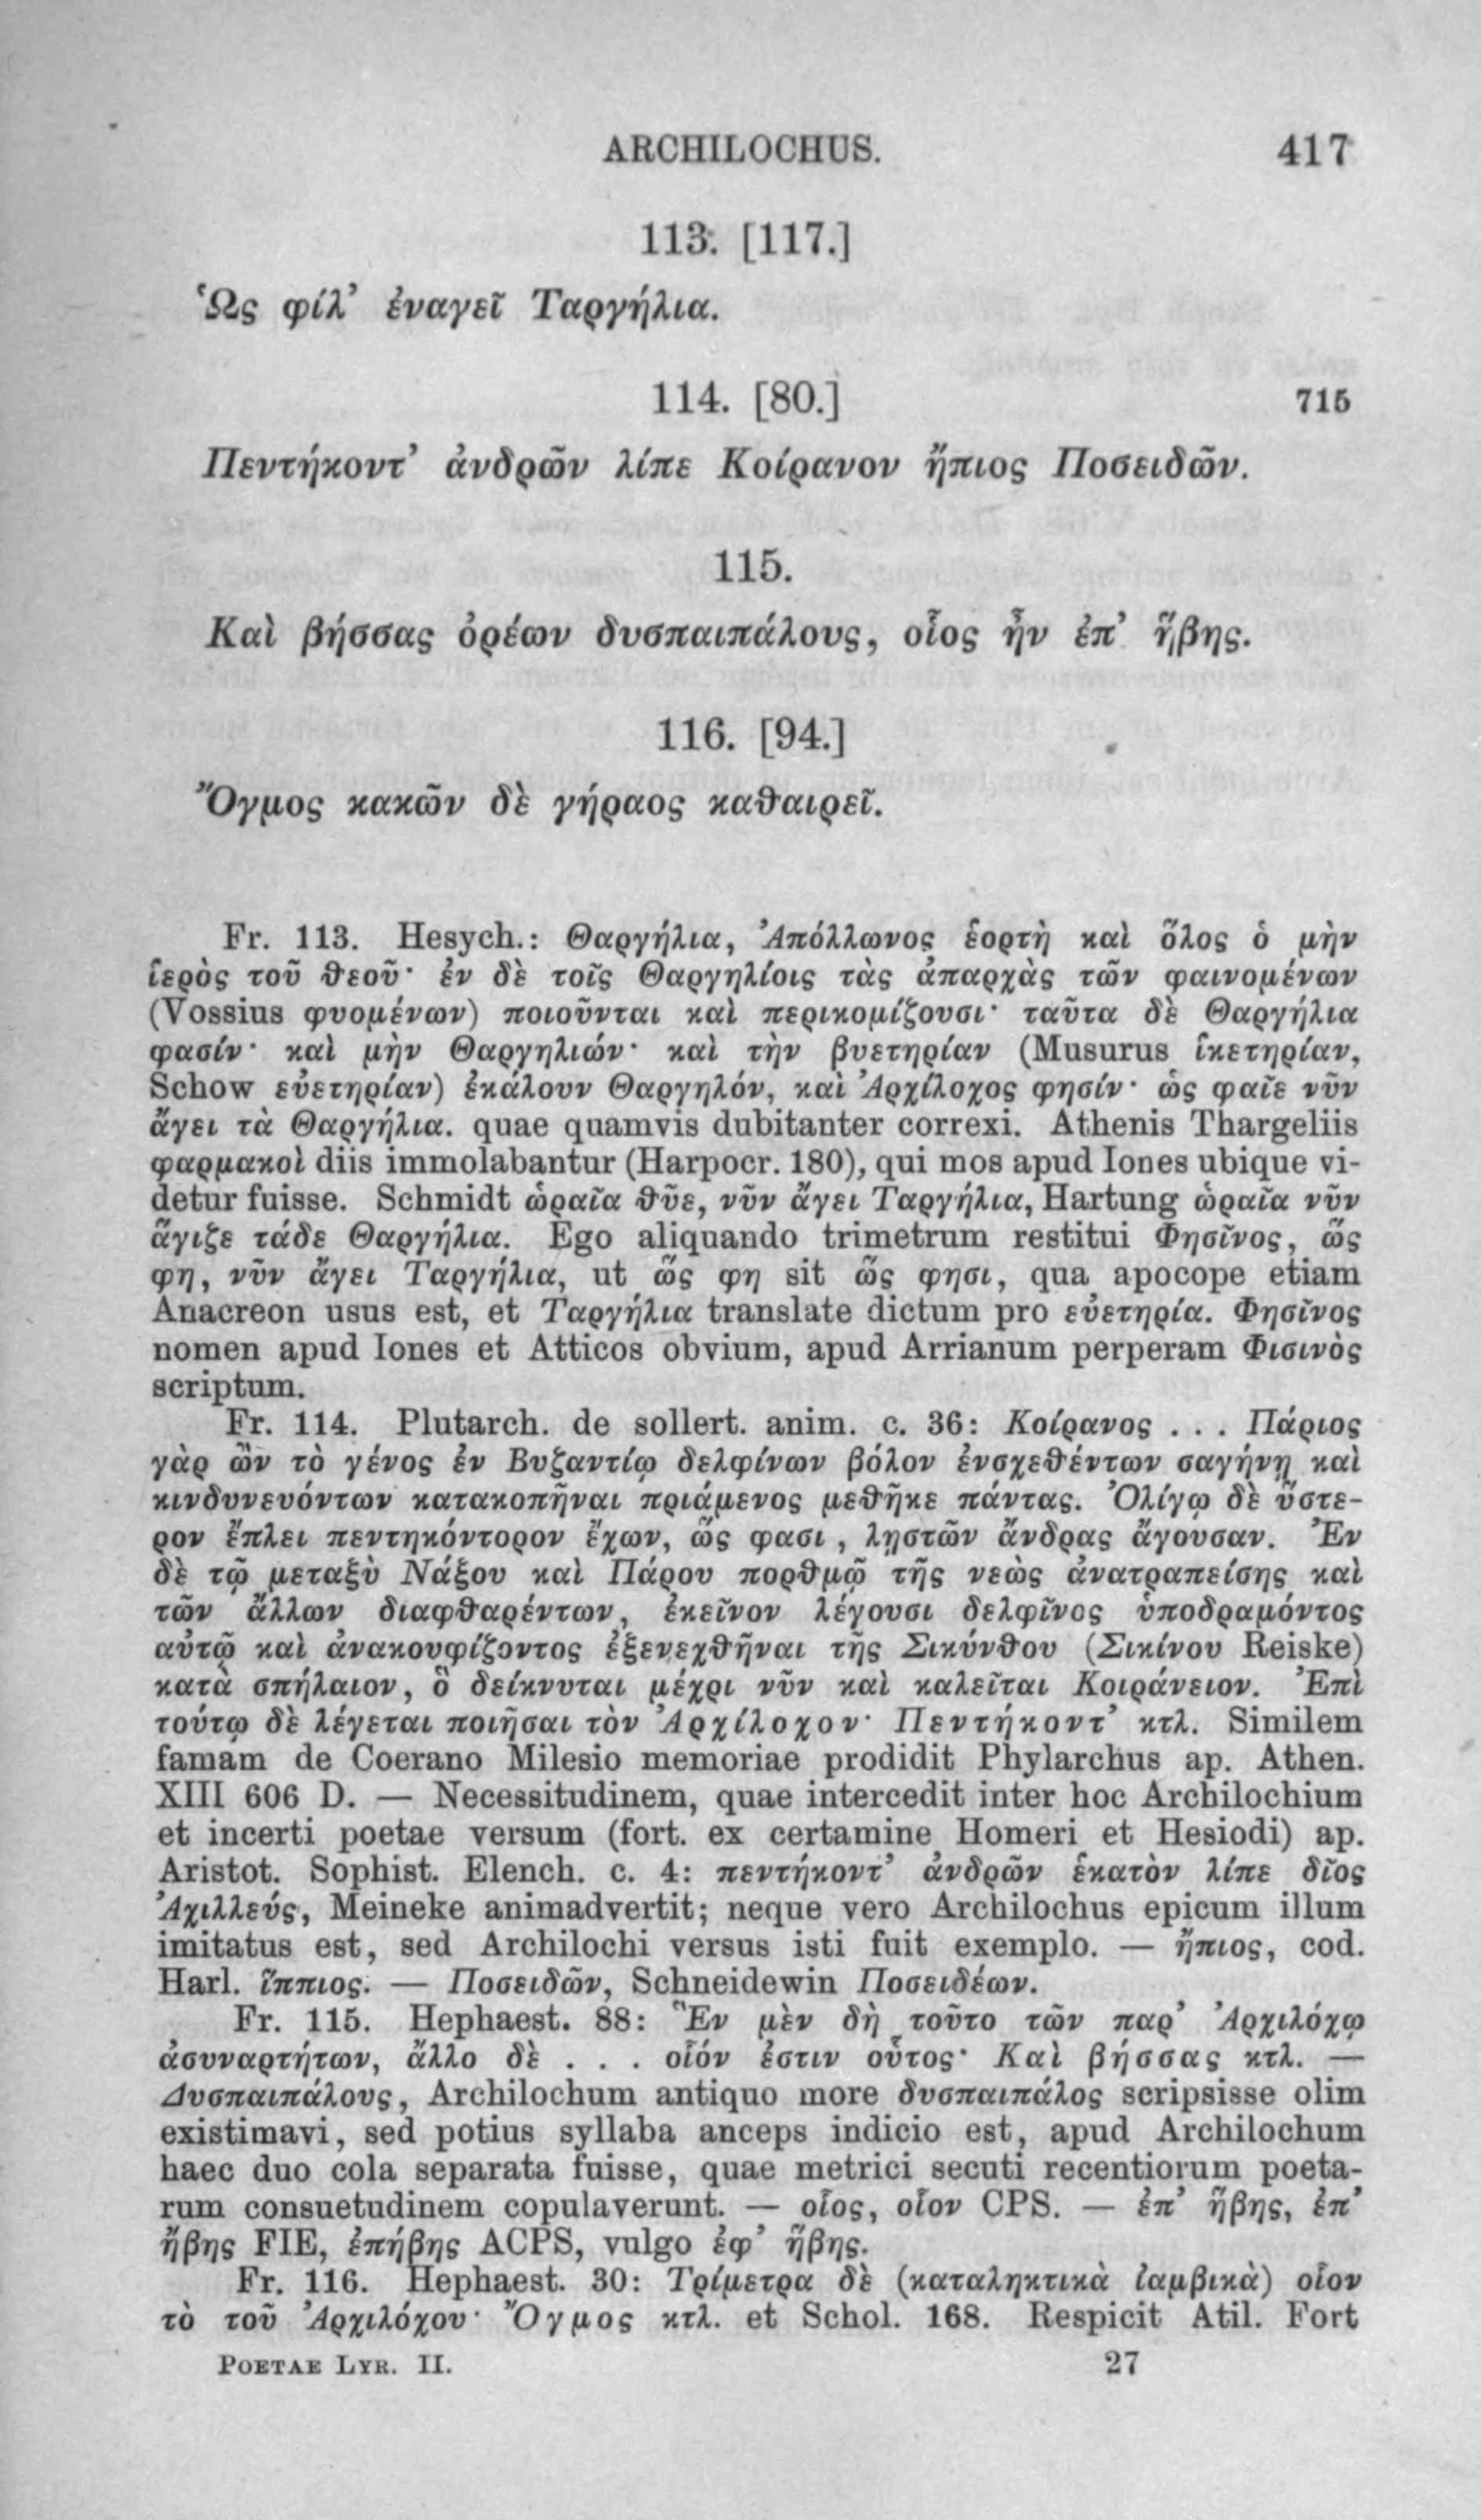 ARCHILOCHUS. 417
113. [117.]
Ὡς φίλ’ ἐναγεῖ Ταργήλια.
114. [80.] 715
Πεντήκοντ’ ἀνδρῶν λίπε Κοίρανον ἤπιος Ποσειδῶν.
115.
Καὶ βήσσας ὀρέων δυσπαιπάλους, οἷος ἦν ἐπ’ ἥβης.
116. [94.]
Ὄγμος κακῶν δὲ γήραος καθαιρεῖ.
Fr. 113. Hesych.: Θαργήλια, Ἀπόλλωνος ἑορτὴ καὶ ὅλος ὁ μὴν
ἱερὸς τοῦ θεοῦ· ἐν δὲ τοῖς Θαργηλίοις τὰς ἀπαρχὰς τῶν φαινομένων
(Vossius φυομένων) ποιοῦνται καὶ περικομίζουσι· ταῦτα δὲ Θαργήλια
φασίν· καὶ μὴν Θαργηλιών· καὶ τὴν βυετηρίαν (Musurus ἱκετηρίαν,
Schow εὐετηρίαν) ἐκάλουν Θαργηλόν, καὶ Ἀρχίλοχος φησίν· ὡς φαῖε νῦν
ἄγει τὰ Θαργήλια. quae quamvis dubitanter correxi. Athenis Thargeliis
φαρμακοὶ diis immolabantur (Harpocr. 180), qui mos apud Iones ubique vi-
detur fuisse. Schmidt ὡραῖα θῦε, νῦν ἄγει Ταργήλια, Hartung ὡραῖα νῦν
ἅγιζε τάδε Θαργήλια. Ego aliquando trimetrum restitui Φησῖνος, ὥς
φη, νῦν ἄγει Ταργήλια, ut ὥς φη sit ὥς φησι, qua apocope etiam
Anacreon usus est, et Ταργήλια translate dictum pro εὐετηρία. Φησῖνος
nomen apud Iones et Atticos obvium, apud Arrianum perperam Φισινὸς
scriptum.
Fr. 114. Plutarch. de sollert. anim. c. 36: Κοίρανος . . . Πάριος
γὰρ ὢν τὸ γένος ἐν Βυζαντίῳ δελφίνων βόλον ἐνσχεθέντων σαγήνῃ καὶ
κινδυνευόντων κατακοπῆναι πριάμενος μεθῆκε πάντας. Ὀλίγῳ δὲ ὕστε-
ρον ἔπλει πεντηκόντορον ἔχων, ὥς φασι, λῃστῶν ἄνδρας ἄγουσαν. Ἐν
δὲ τῷ μεταξὺ Νάξου καὶ Πάρου πορθμῷ τῆς νεὼς ἀνατραπείσης καὶ
τῶν ἄλλων διαφθαρέντων, ἐκεῖνον λέγουσι δελφῖνος ὑποδραμόντος
αὐτῷ καὶ ἀνακουφίζοντος ἐξενεχθῆναι τῆς Σικύνθου (Σικίνου Reiske)
κατὰ σπήλαιον, ὃ δείκνυται μέχρι νῦν καὶ καλεῖται Κοιράνειον. Ἐπὶ
τούτῳ δὲ λέγεται ποιῆσαι τὸν Ἀρχίλοχον· Πεντήκοντ’ κτλ. Similem
famam de Coerano Milesio memoriae prodidit Phylarchus ap. Athen.
XIII 606 D. — Necessitudinem, quae intercedit inter hoc Archilochium
et incerti poetae versum (fort. ex certamine Homeri et Hesiodi) ap.
Aristot. Sophist. Elench. c. 4: πεντήκοντ’ ἀνδρῶν ἑκατὸν λίπε δῖος
Ἀχιλλεύς, Meineke animadvertit; neque vero Archilochus epicum illum
imitatus est, sed Archilochi versus isti fuit exemplo. — ἤπιος, cod.
Harl. ἵππιος. — Ποσειδῶν, Schneidewin Ποσειδέων.
Fr. 115. Hephaest. 88: Ἓν μὲν δὴ τοῦτο τῶν παρ’ Ἀρχιλόχῳ
ἀσυναρτήτων, ἄλλο δὲ . . . οἷόν ἐστιν οὗτος· Καὶ βήσσας κτλ. —
Δυσπαιπάλους, Archilochum antiquo more δυσπαιπάλος scripsisse olim
existimavi, sed potius syllaba anceps indicio est, apud Archilochum
haec duo cola separata fuisse, quae metrici secuti recentiorum poeta-
rum consuetudinem copulaverunt. — οἷος, οἷον CPS. — ἐπ’ ἥβης, ἐπ’
ἤβης FIE, ἐπήβης ACPS, vulgo ἐφ’ ἥβης.
Fr. 116. Hephaest. 30: Τρίμετρα δὲ (καταληκτικὰ ἰαμβικὰ) οἷον
τὸ τοῦ Ἀρχιλόχου· Ὄγμος κτλ. et Schol. 168. Respicit Atil. Fort
POETAE LYR. II. 27